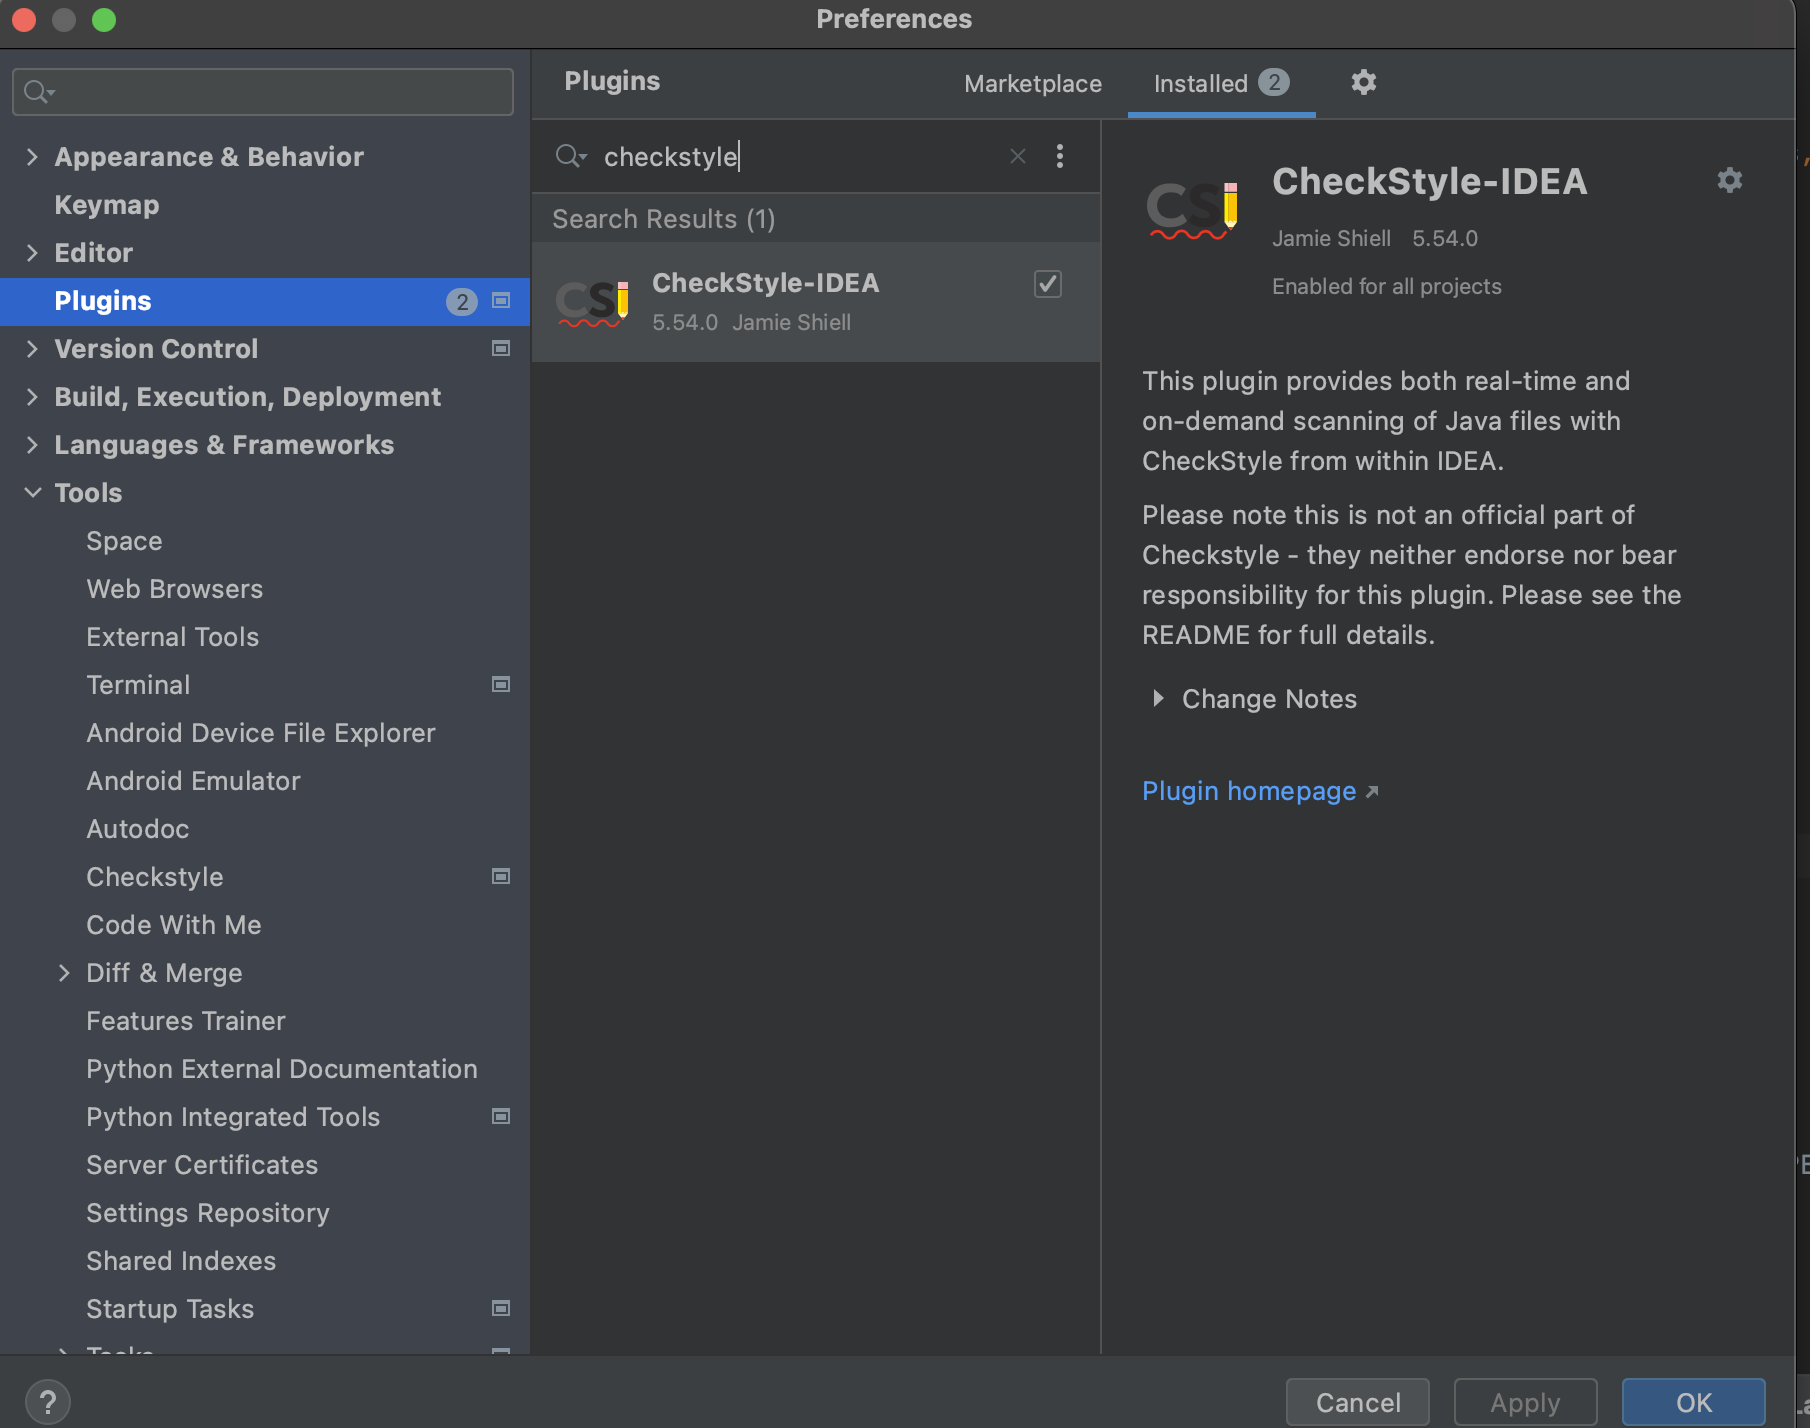 Preferences
Appearance & Behavior
Keymap
Editor
Plugins 2
Version Control
Build, Execution, Deployment
Languages & Frameworks
Tools
Space
Web Browsers
External Tools
Terminal
Android Device File Explorer
Android Emulator
Autodoc
Checkstyle
Code With Me
Diff & Merge
Features Trainer
Python External Documentation
Python Integrated Tools
Server Certificates
Settings Repository
Shared Indexes
Startup Tasks
Tasks
?
Plugins
Marketplace
Installed 2
checkstyle
Search Results (1)
CSI
CheckStyle-IDEA
5.54.0 Jamie Shiell
CSI
CheckStyle-IDEA
Jamie Shiell 5.54.0
Enabled for all projects
This plugin provides both real-time and
on-demand scanning of Java files with
CheckStyle from within IDEA.
Please note this is not an official part of
Checkstyle - they neither endorse nor bear
responsibility for this plugin. Please see the
README for full details.
Change Notes
Plugin homepage
Cancel
Apply
OK